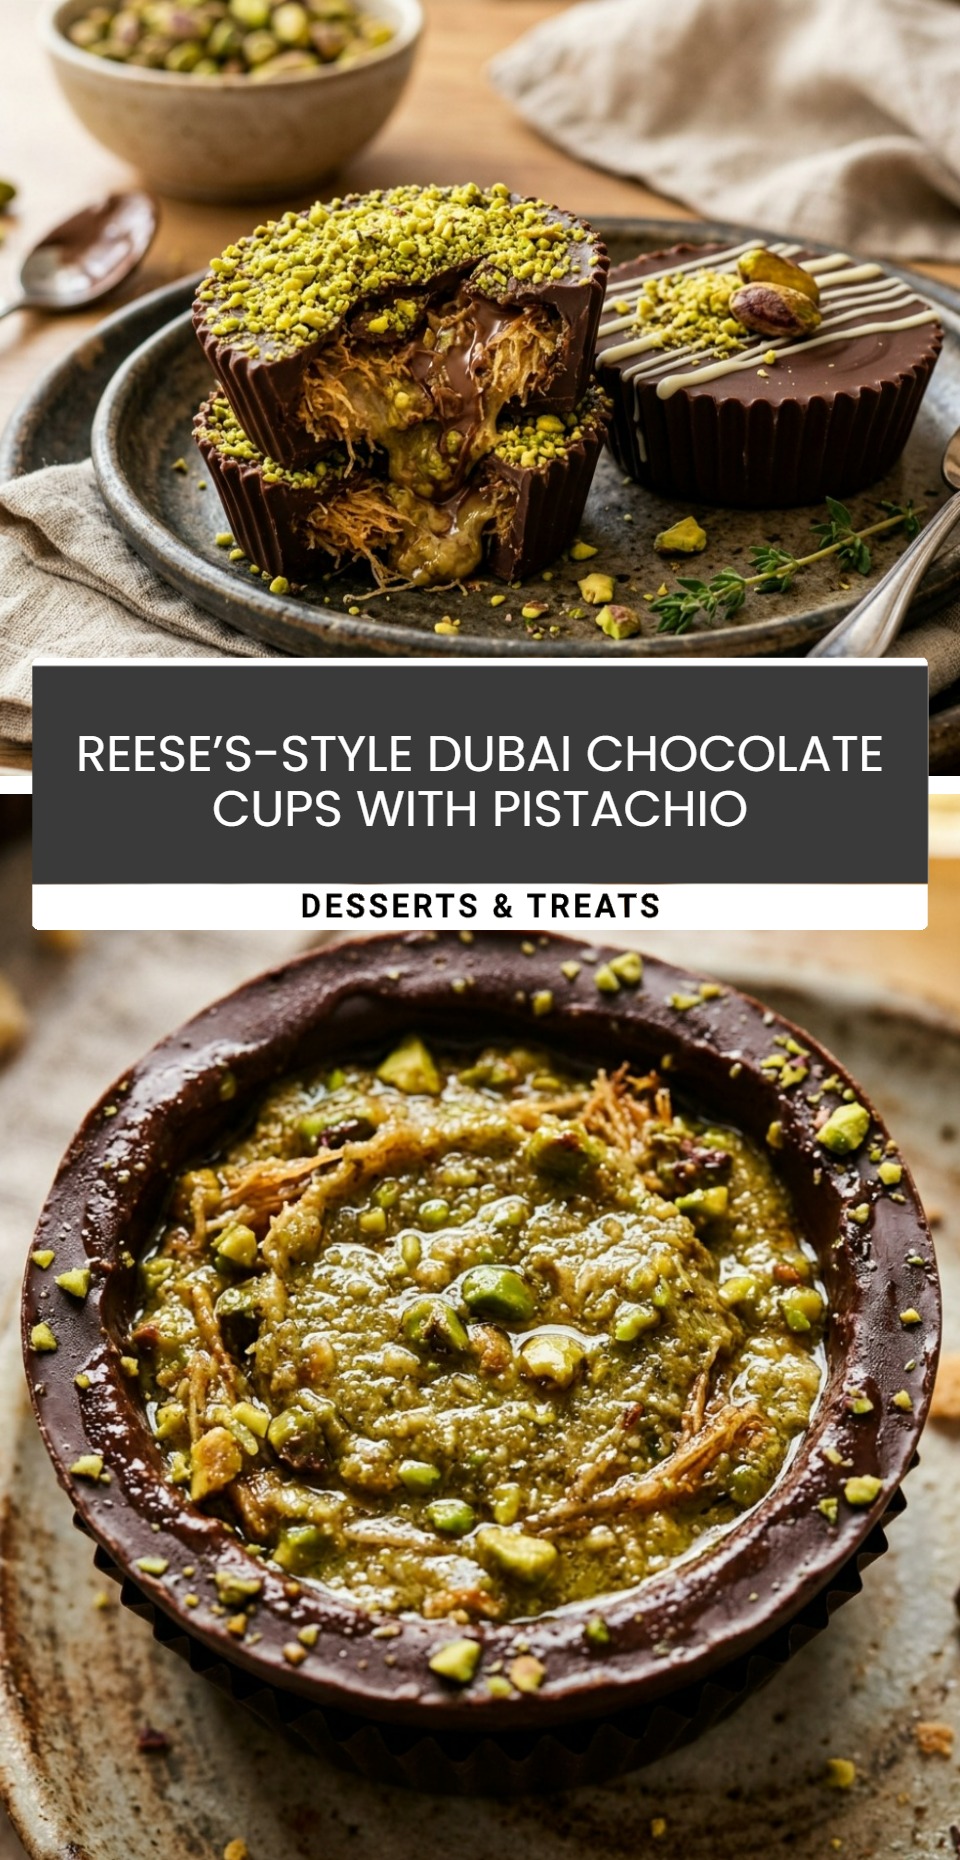 REESE’S-STYLE DUBAI CHOCOLATE
CUPS WITH PISTACHIO
DESSERTS & TREATS